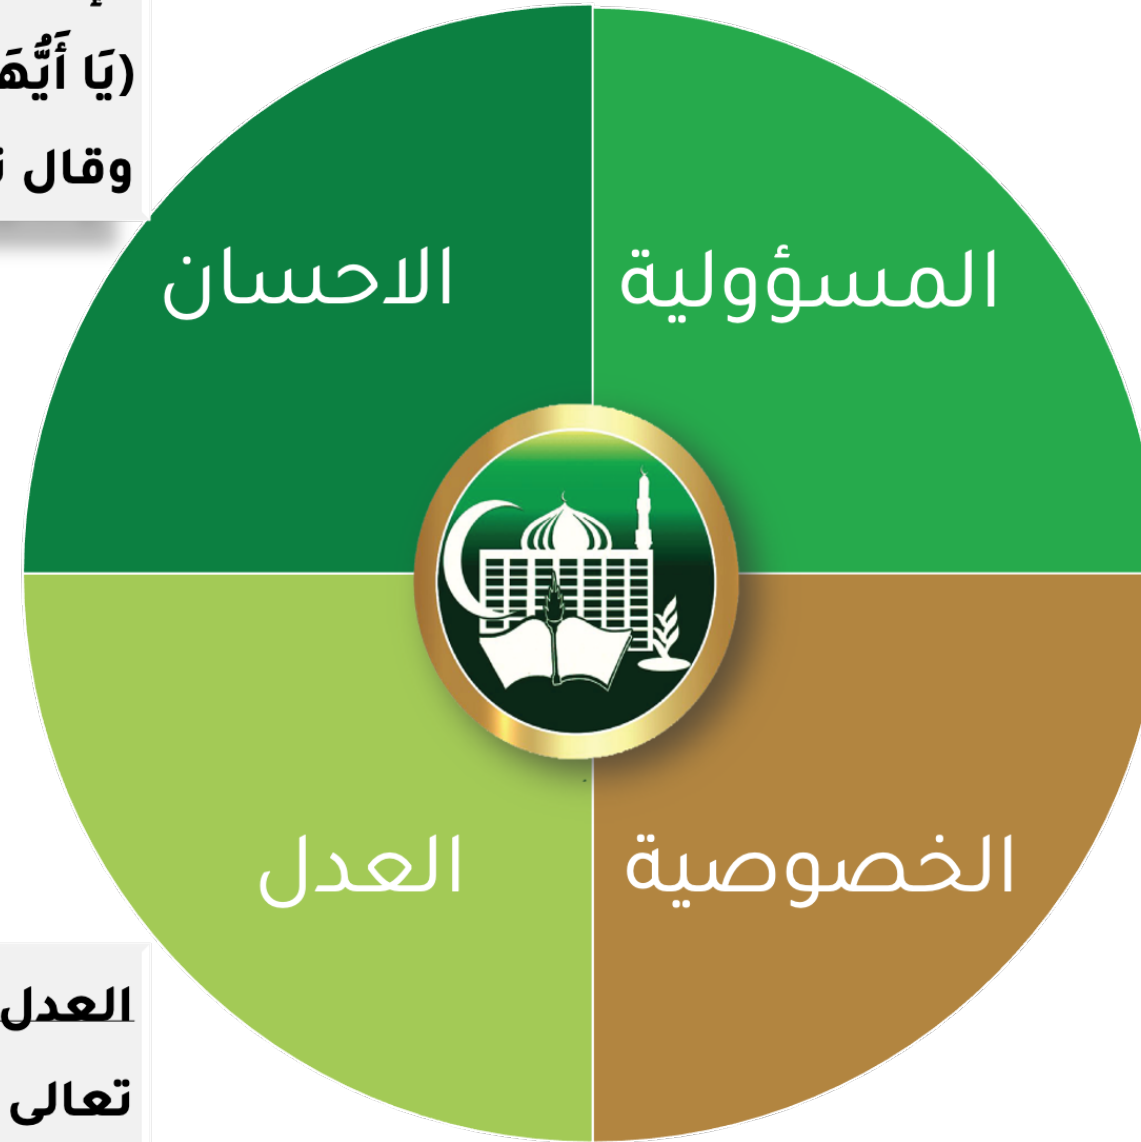 (يَا أَيُّهَ
وقال
المسؤولية
الاحسان
الخصوصية
العدل
العدل
تعالى